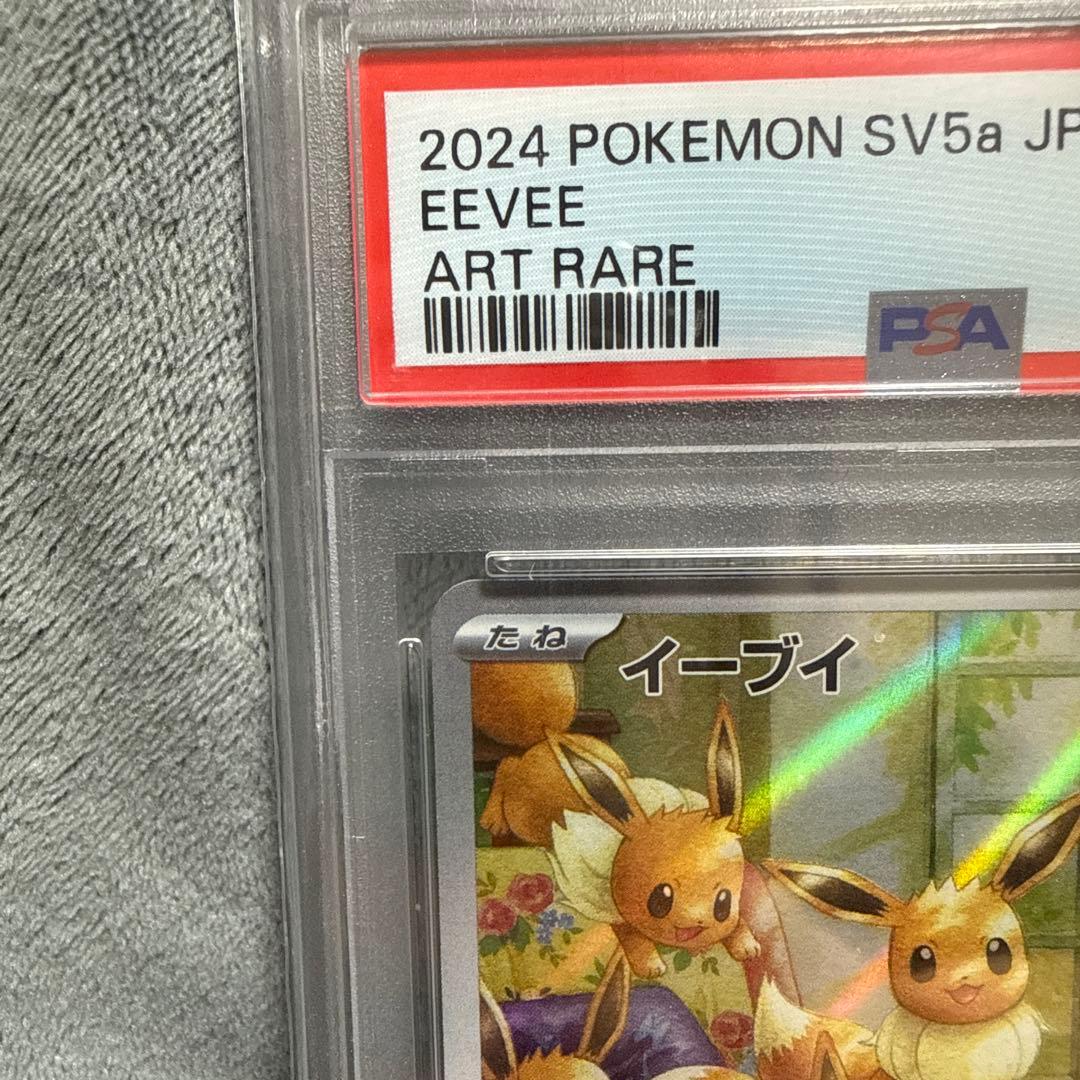 2024 POKEMON SV5a JP
EEVEE
ART RARE
PSA
たね
イーブイ